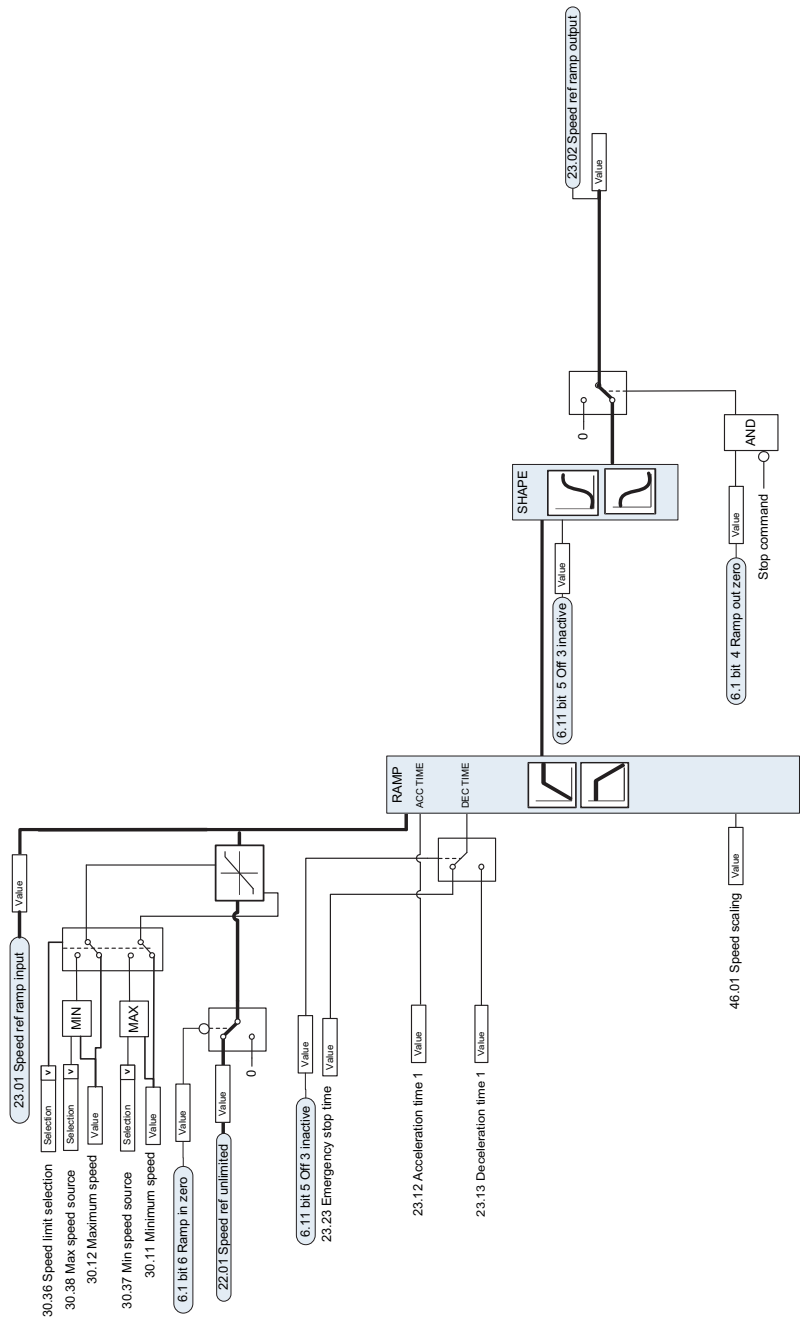 23.01 Speed ref ramp input
Value
30.36 Speed limit selection
Selection
v
30.38 Max speed source
Selection
v
MIN
30.12 Maximum speed
Value
30.37 Min speed source
Selection
v
MAX
30.11 Minimum speed
Value
6.1 bit 6 Ramp in zero
Value
22.01 Speed ref unlimited
Value
0
6.11 bit 5 Off 3 inactive
Value
23.23 Emergency stop time
Value
23.12 Acceleration time 1
Value
23.13 Deceleration time 1
Value
46.01 Speed scaling
Value
RAMP
ACC TIME
DEC TIME
SHAPE
6.11 bit 5 Off 3 inactive
Value
0
6.1 bit 4 Ramp out zero
Value
AND
Stop command
23.02 Speed ref ramp output
Value